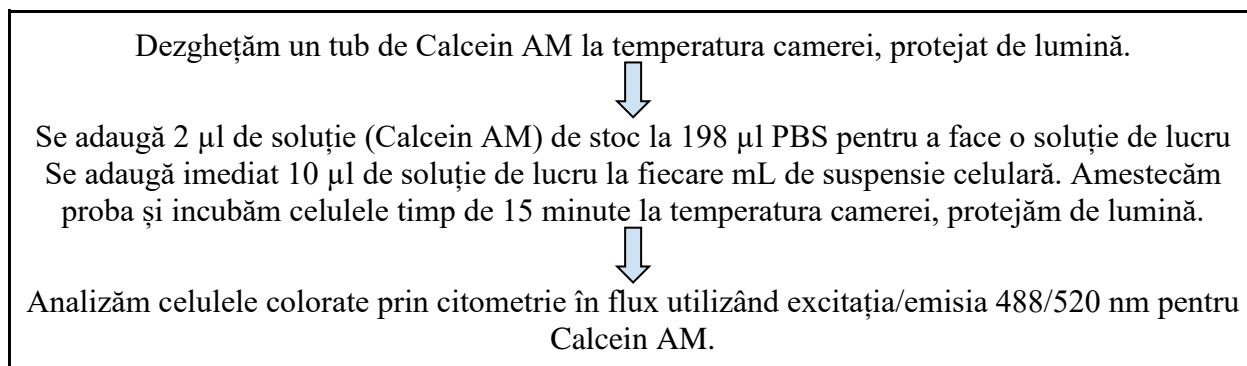 Dezghețăm un tub de Calcein AM la temperatura camerei, protejat de lumină.
Se adaugă 2 µl de soluție (Calcein AM) de stoc la 198 µl PBS pentru a face o soluție de lucru
Se adaugă imediat 10 µl de soluție de lucru la fiecare mL de suspensie celulară. Amestecăm
proba și incubăm celulele timp de 15 minute la temperatura camerei, protejăm de lumină.
Analizăm celulele colorate prin citometrie în flux utilizând excitația/emisia 488/520 nm pentru
Calcein AM.